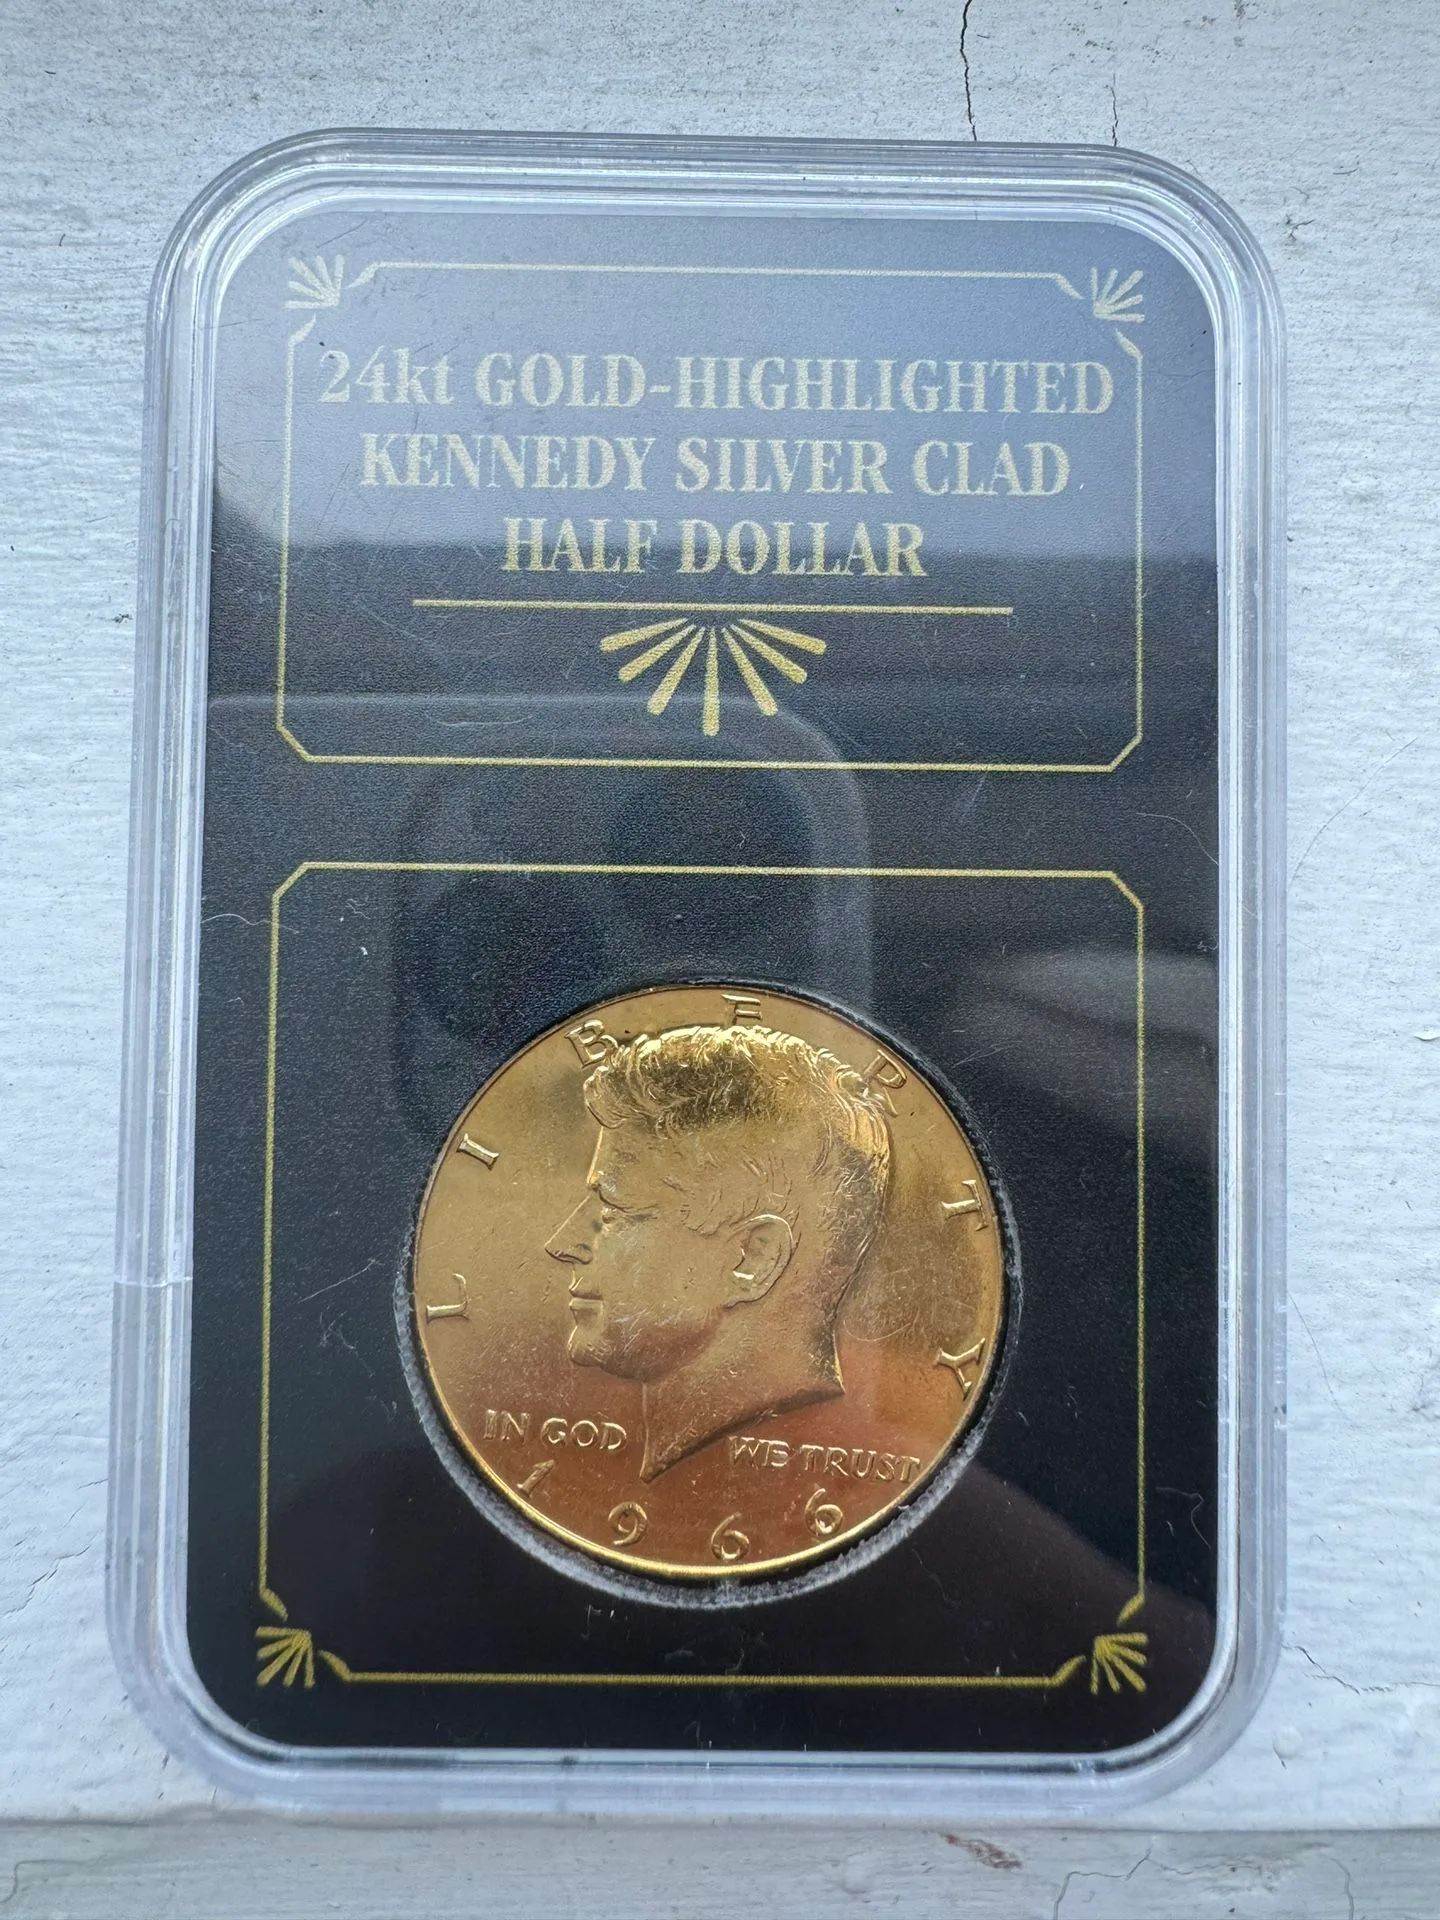 24kt GOLD-HIGHLIGHTED
KENNEDY SILVER CLAD
HALF DOLLAR
LIBERTY
IN GOD WE TRUST
1966